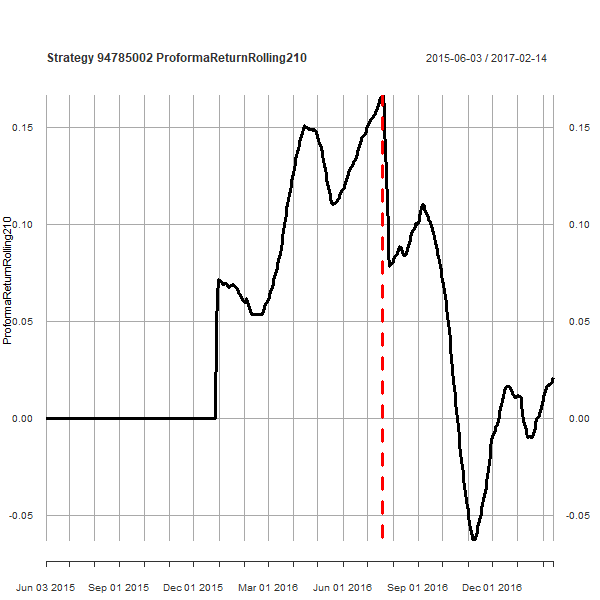 Strategy 94785002 ProformaReturnRolling210
2015-06-03 / 2017-02-14
ProformaReturnRolling210
0.15
0.10
0.05
0.00
-0.05
0.15
0.10
0.05
0.00
-0.05
Jun 03 2015
Sep 01 2015
Dec 01 2015
Mar 01 2016
Jun 01 2016
Sep 01 2016
Dec 01 2016